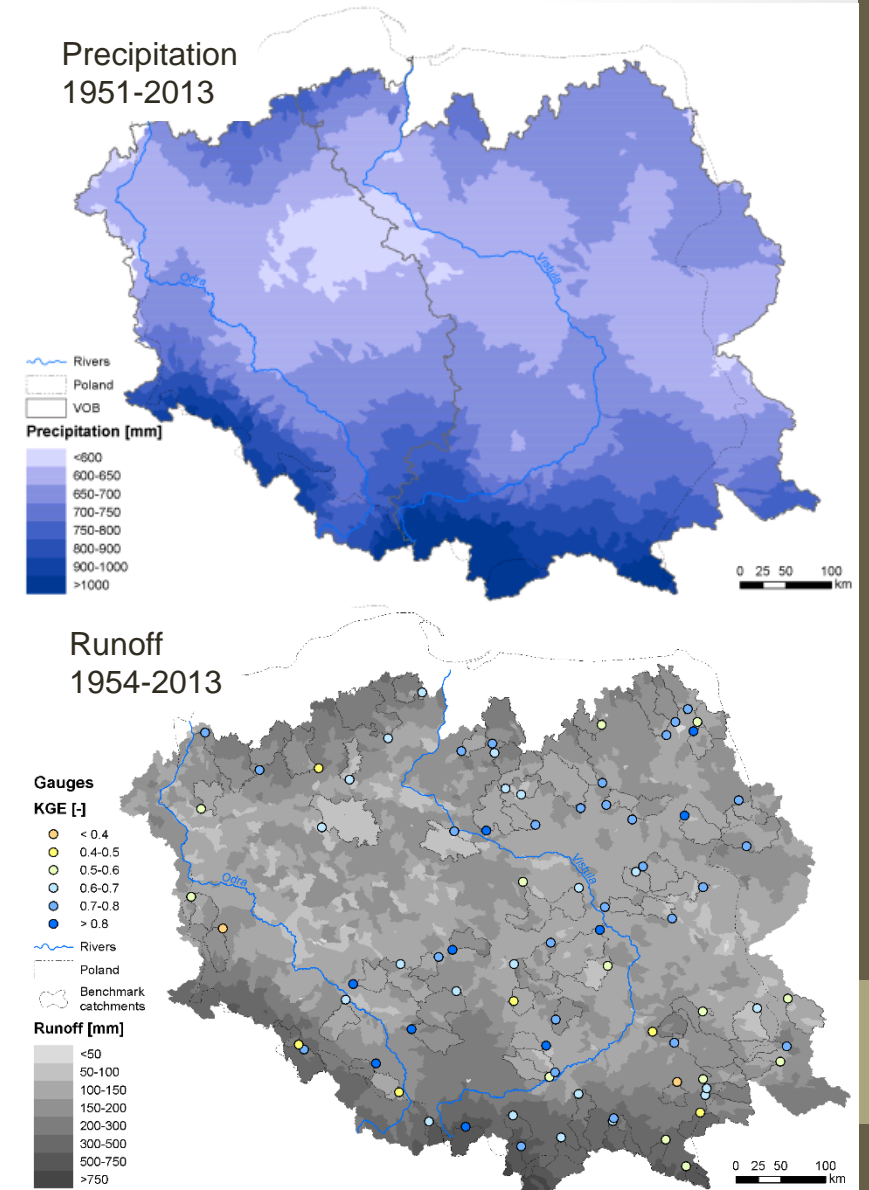 Precipitation
1951-2013
Odra
Vistula
Rivers
Poland
VOB
Precipitation [mm]
<600
600-650
650-700
700-750
750-800
800-900
900-1000
>1000
0 25 50 100
km
Runoff
1954-2013
Gauges
KGE [-]
< 0.4
0.4-0.5
0.5-0.6
0.6-0.7
0.7-0.8
> 0.8
Odra
Vistula
Rivers
Poland
Benchmark
catchments
Runoff [mm]
<50
50-100
100-150
150-200
200-300
300-500
500-750
>750
0 25 50 100
km